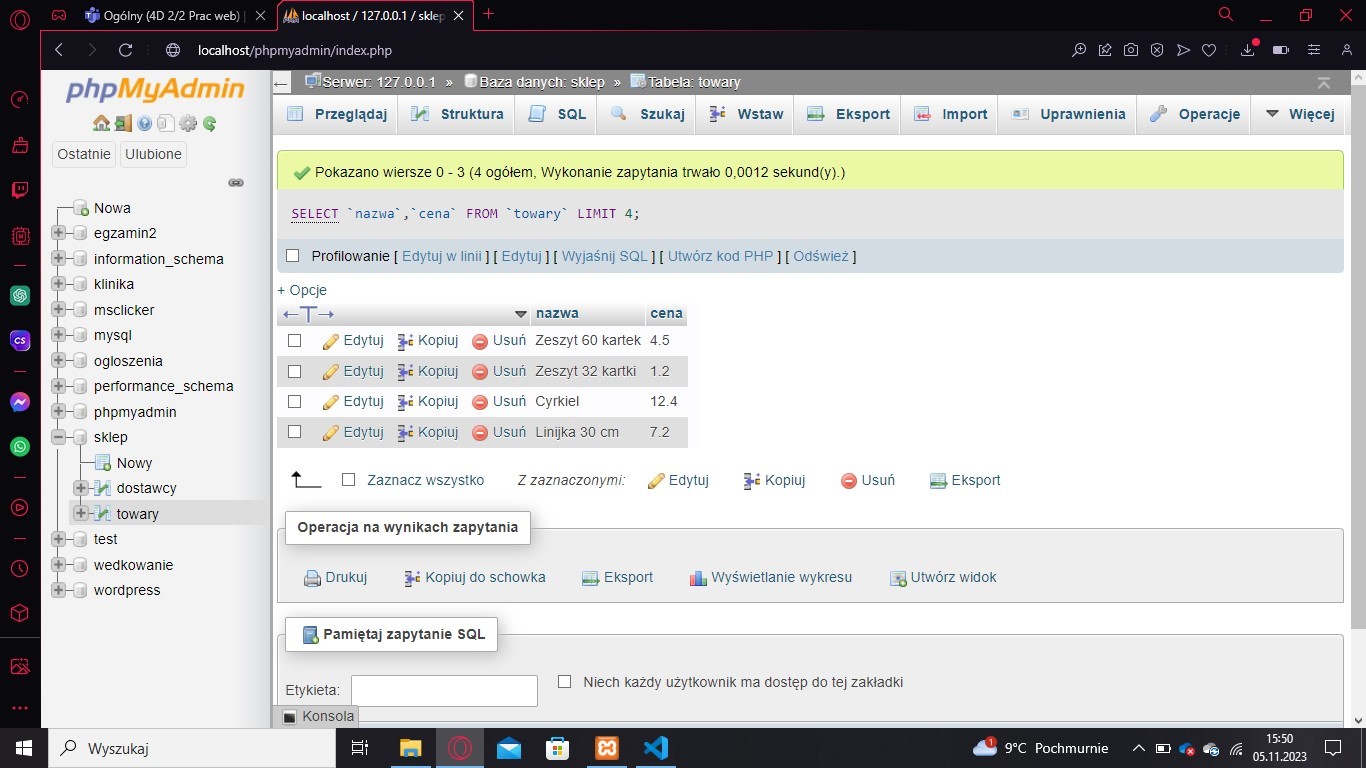 Ogólny (4D 2/2 Prac web) |
localhost / 127.0.0.1 / sklep
localhost/phpmyadmin/index.php
phpMyAdmin
Ostatnie
Ulubione
Nowa
egzamin2
information_schema
klinika
msclicker
mysql
ogloszenia
performance_schema
phpmyadmin
sklep
Nowy
dostawcy
towary
test
wedkowanie
wordpress
Serwer: 127.0.0.1 » Baza danych: sklep » Tabela: towary
Przeglądaj Struktura SQL Szukaj Wstaw Eksport Import Uprawnienia Operacje Więcej
Pokazano wiersze 0 - 3 (4 ogółem, Wykonanie zapytania trwało 0,0012 sekund(y).)
SELECT `nazwa`,`cena` FROM `towary` LIMIT 4;
Profilowanie [ Edytuj w linii ] [ Edytuj ] [ Wyjaśnij SQL ] [ Utwórz kod PHP ] [ Odśwież ]
+ Opcje
nazwa cena
Edytuj Kopiuj Usuń Zeszyt 60 kartek 4.5
Edytuj Kopiuj Usuń Zeszyt 32 kartki 1.2
Edytuj Kopiuj Usuń Cyrkiel 12.4
Edytuj Kopiuj Usuń Linijka 30 cm 7.2
Zaznacz wszystko Z zaznaczonymi: Edytuj Kopiuj Usuń Eksport
Operacja na wynikach zapytania
Drukuj Kopiuj do schowka Eksport Wyświetlanie wykresu Utwórz widok
Pamiętaj zapytanie SQL
Etykieta: Niech każdy użytkownik ma dostęp do tej zakładki
Konsola
CS
Wyszukaj
1
9°C Pochmurnie
15:50
05.11.2023